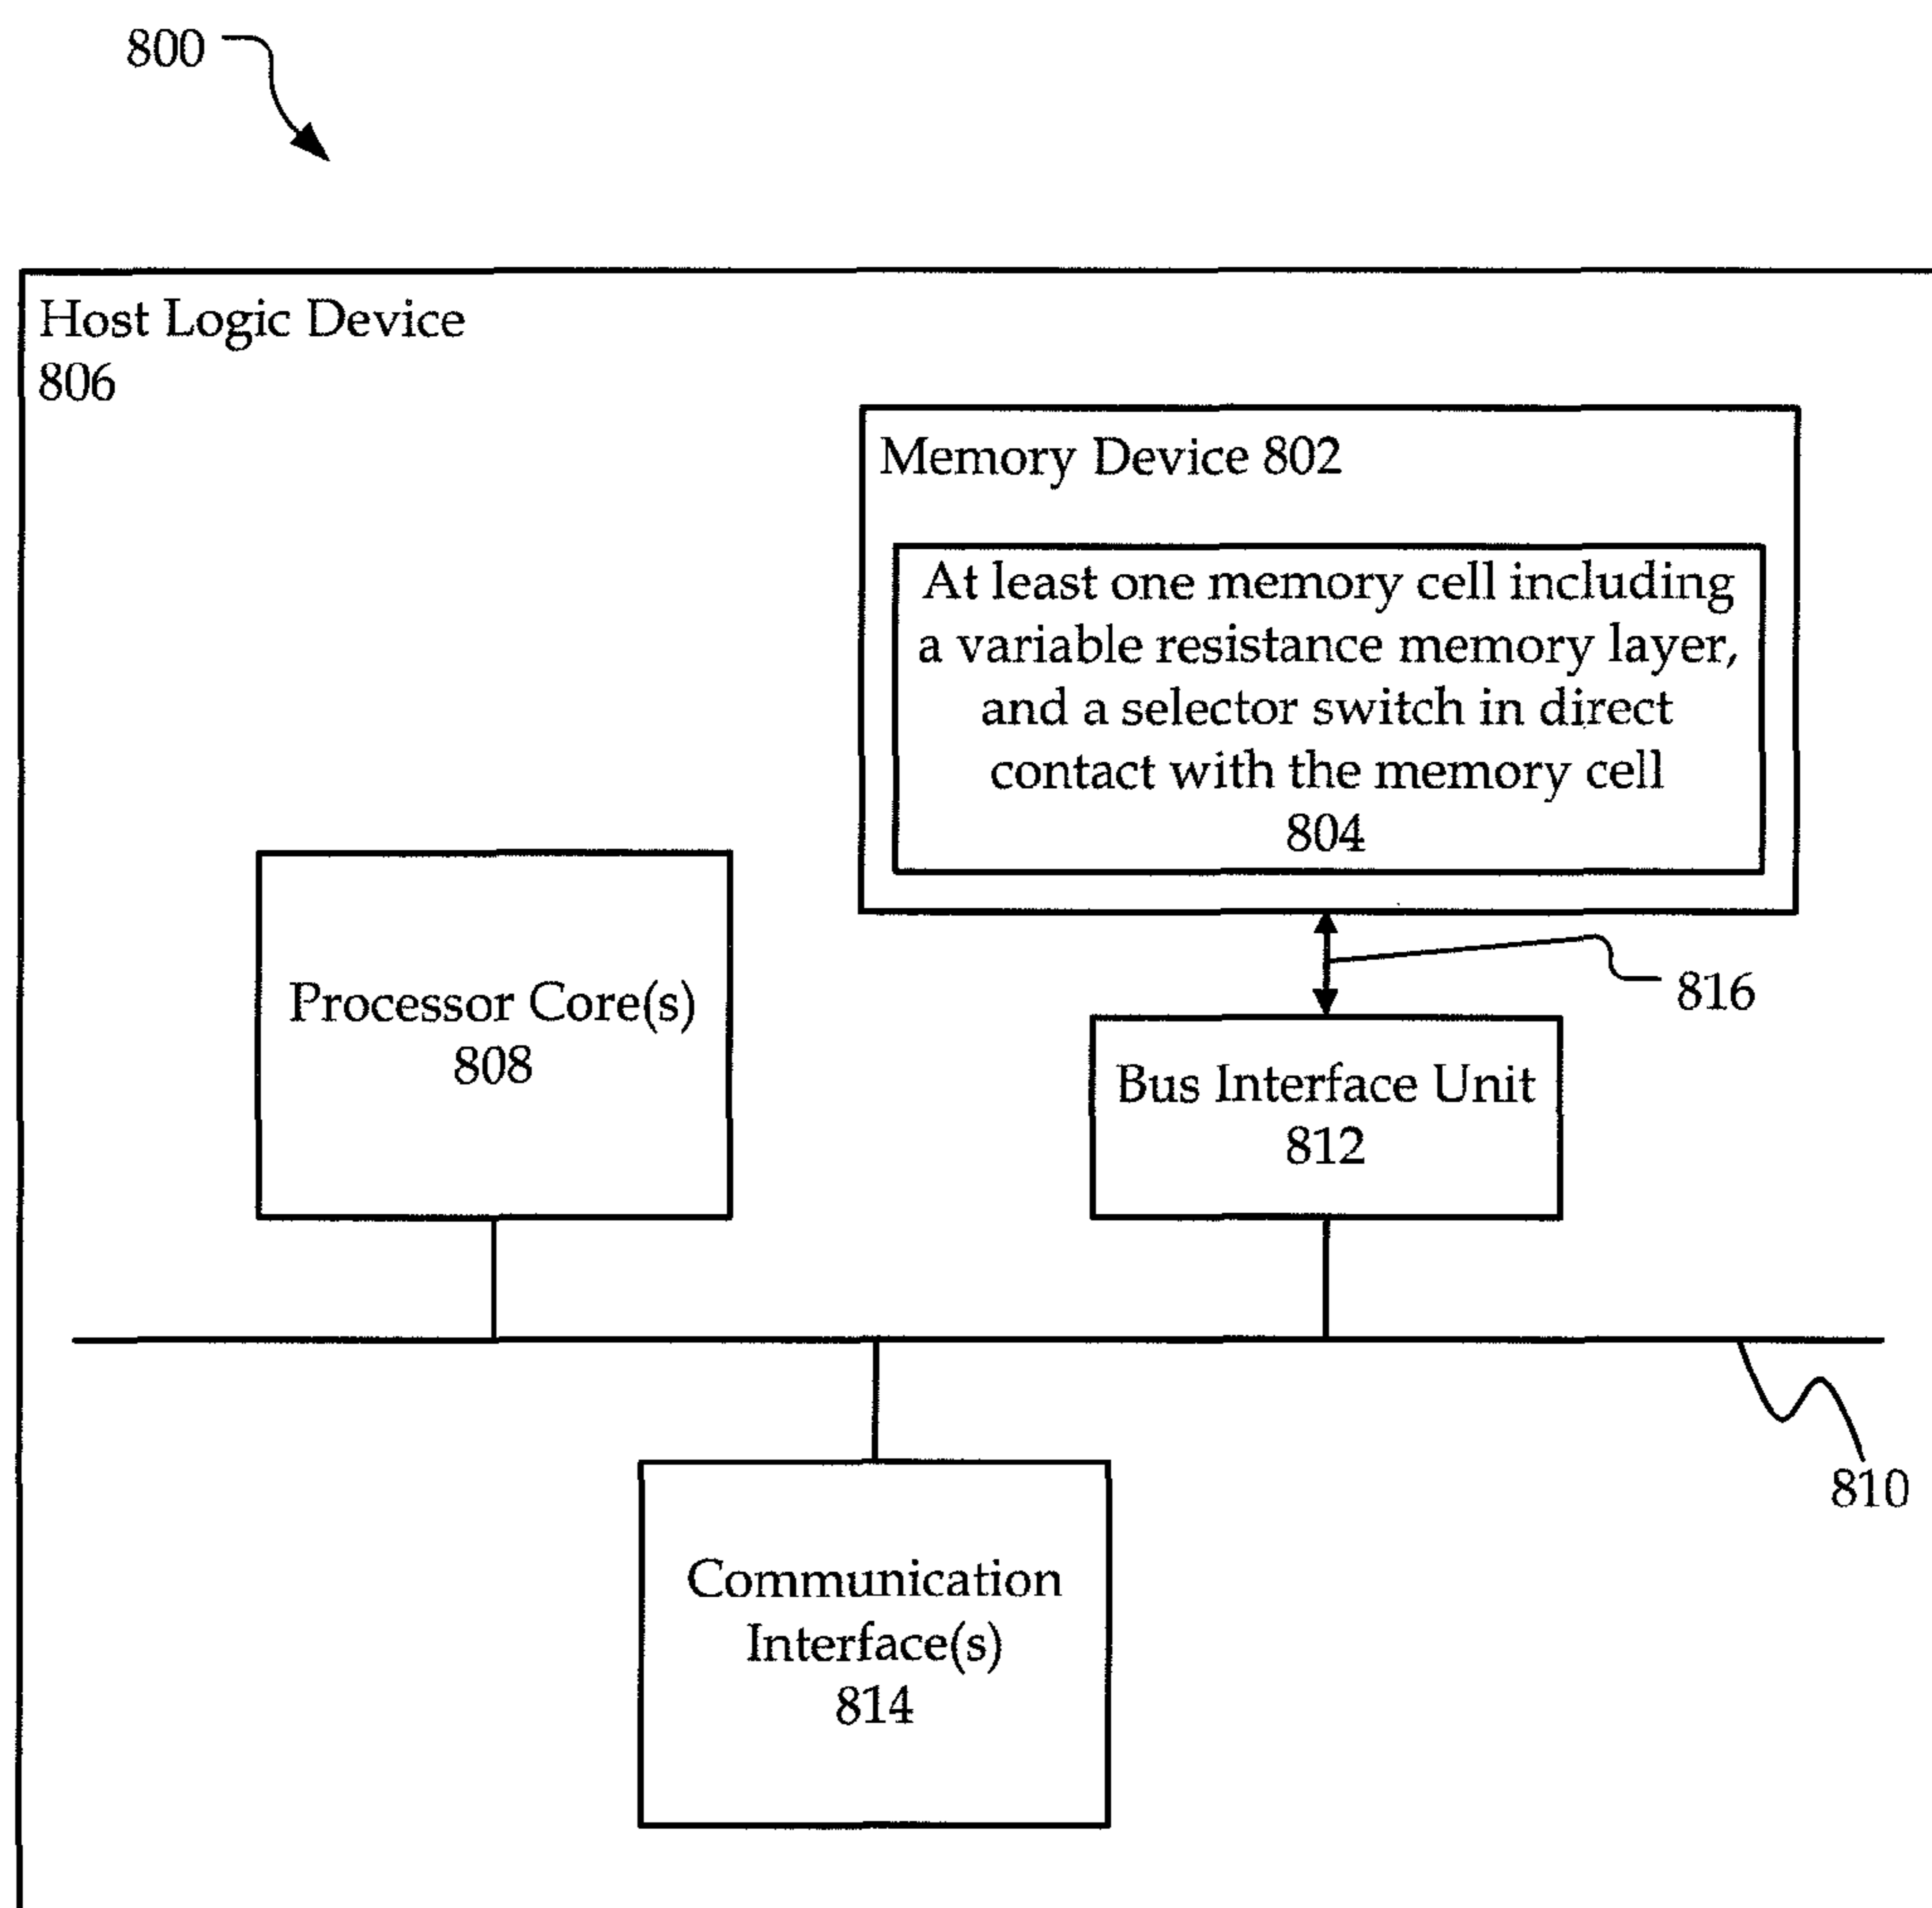 800
Host Logic Device
806
Memory Device 802
At least one memory cell including
a variable resistance memory layer,
and a selector switch in direct
contact with the memory cell
804
Processor Core(s)
808
816
Bus Interface Unit
812
810
Communication
Interface(s)
814